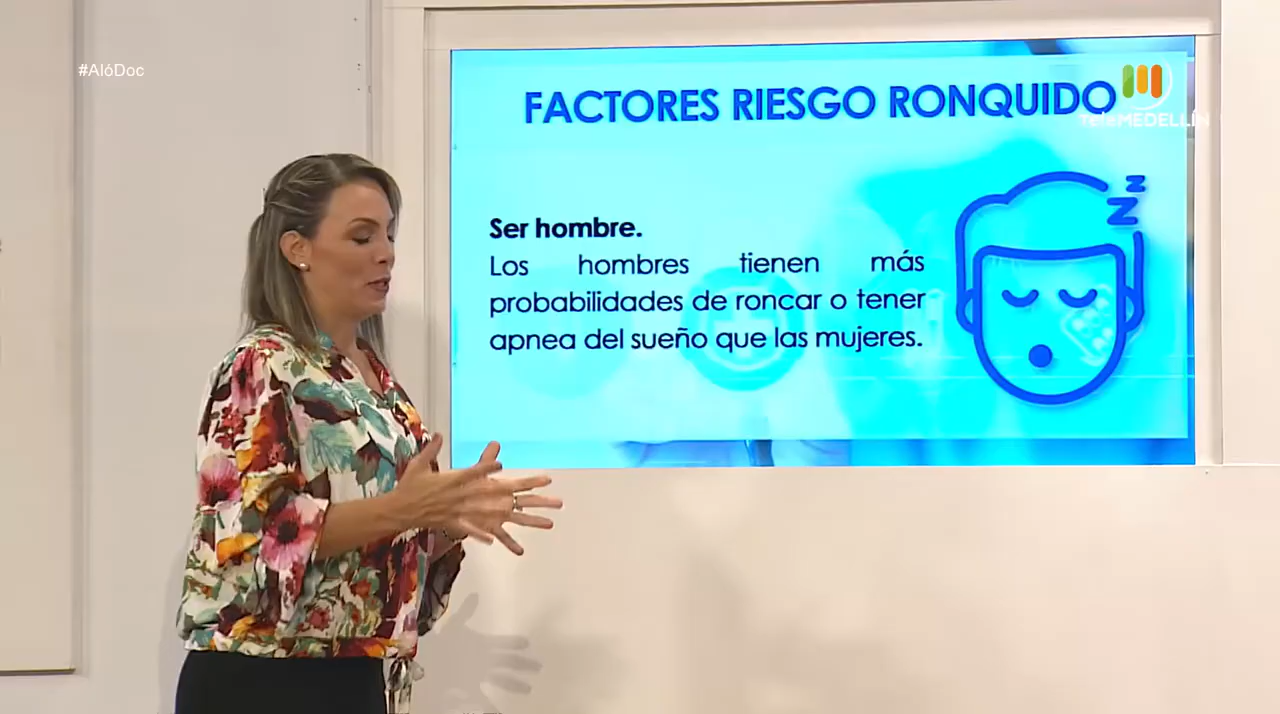 #AlóDoc
FACTORES RIESGO RONQUIDO
TeleMEDELLÍN
Ser hombre.
Los hombres tienen más
probabilidades de roncar o tener
apnea del sueño que las mujeres.
z
z